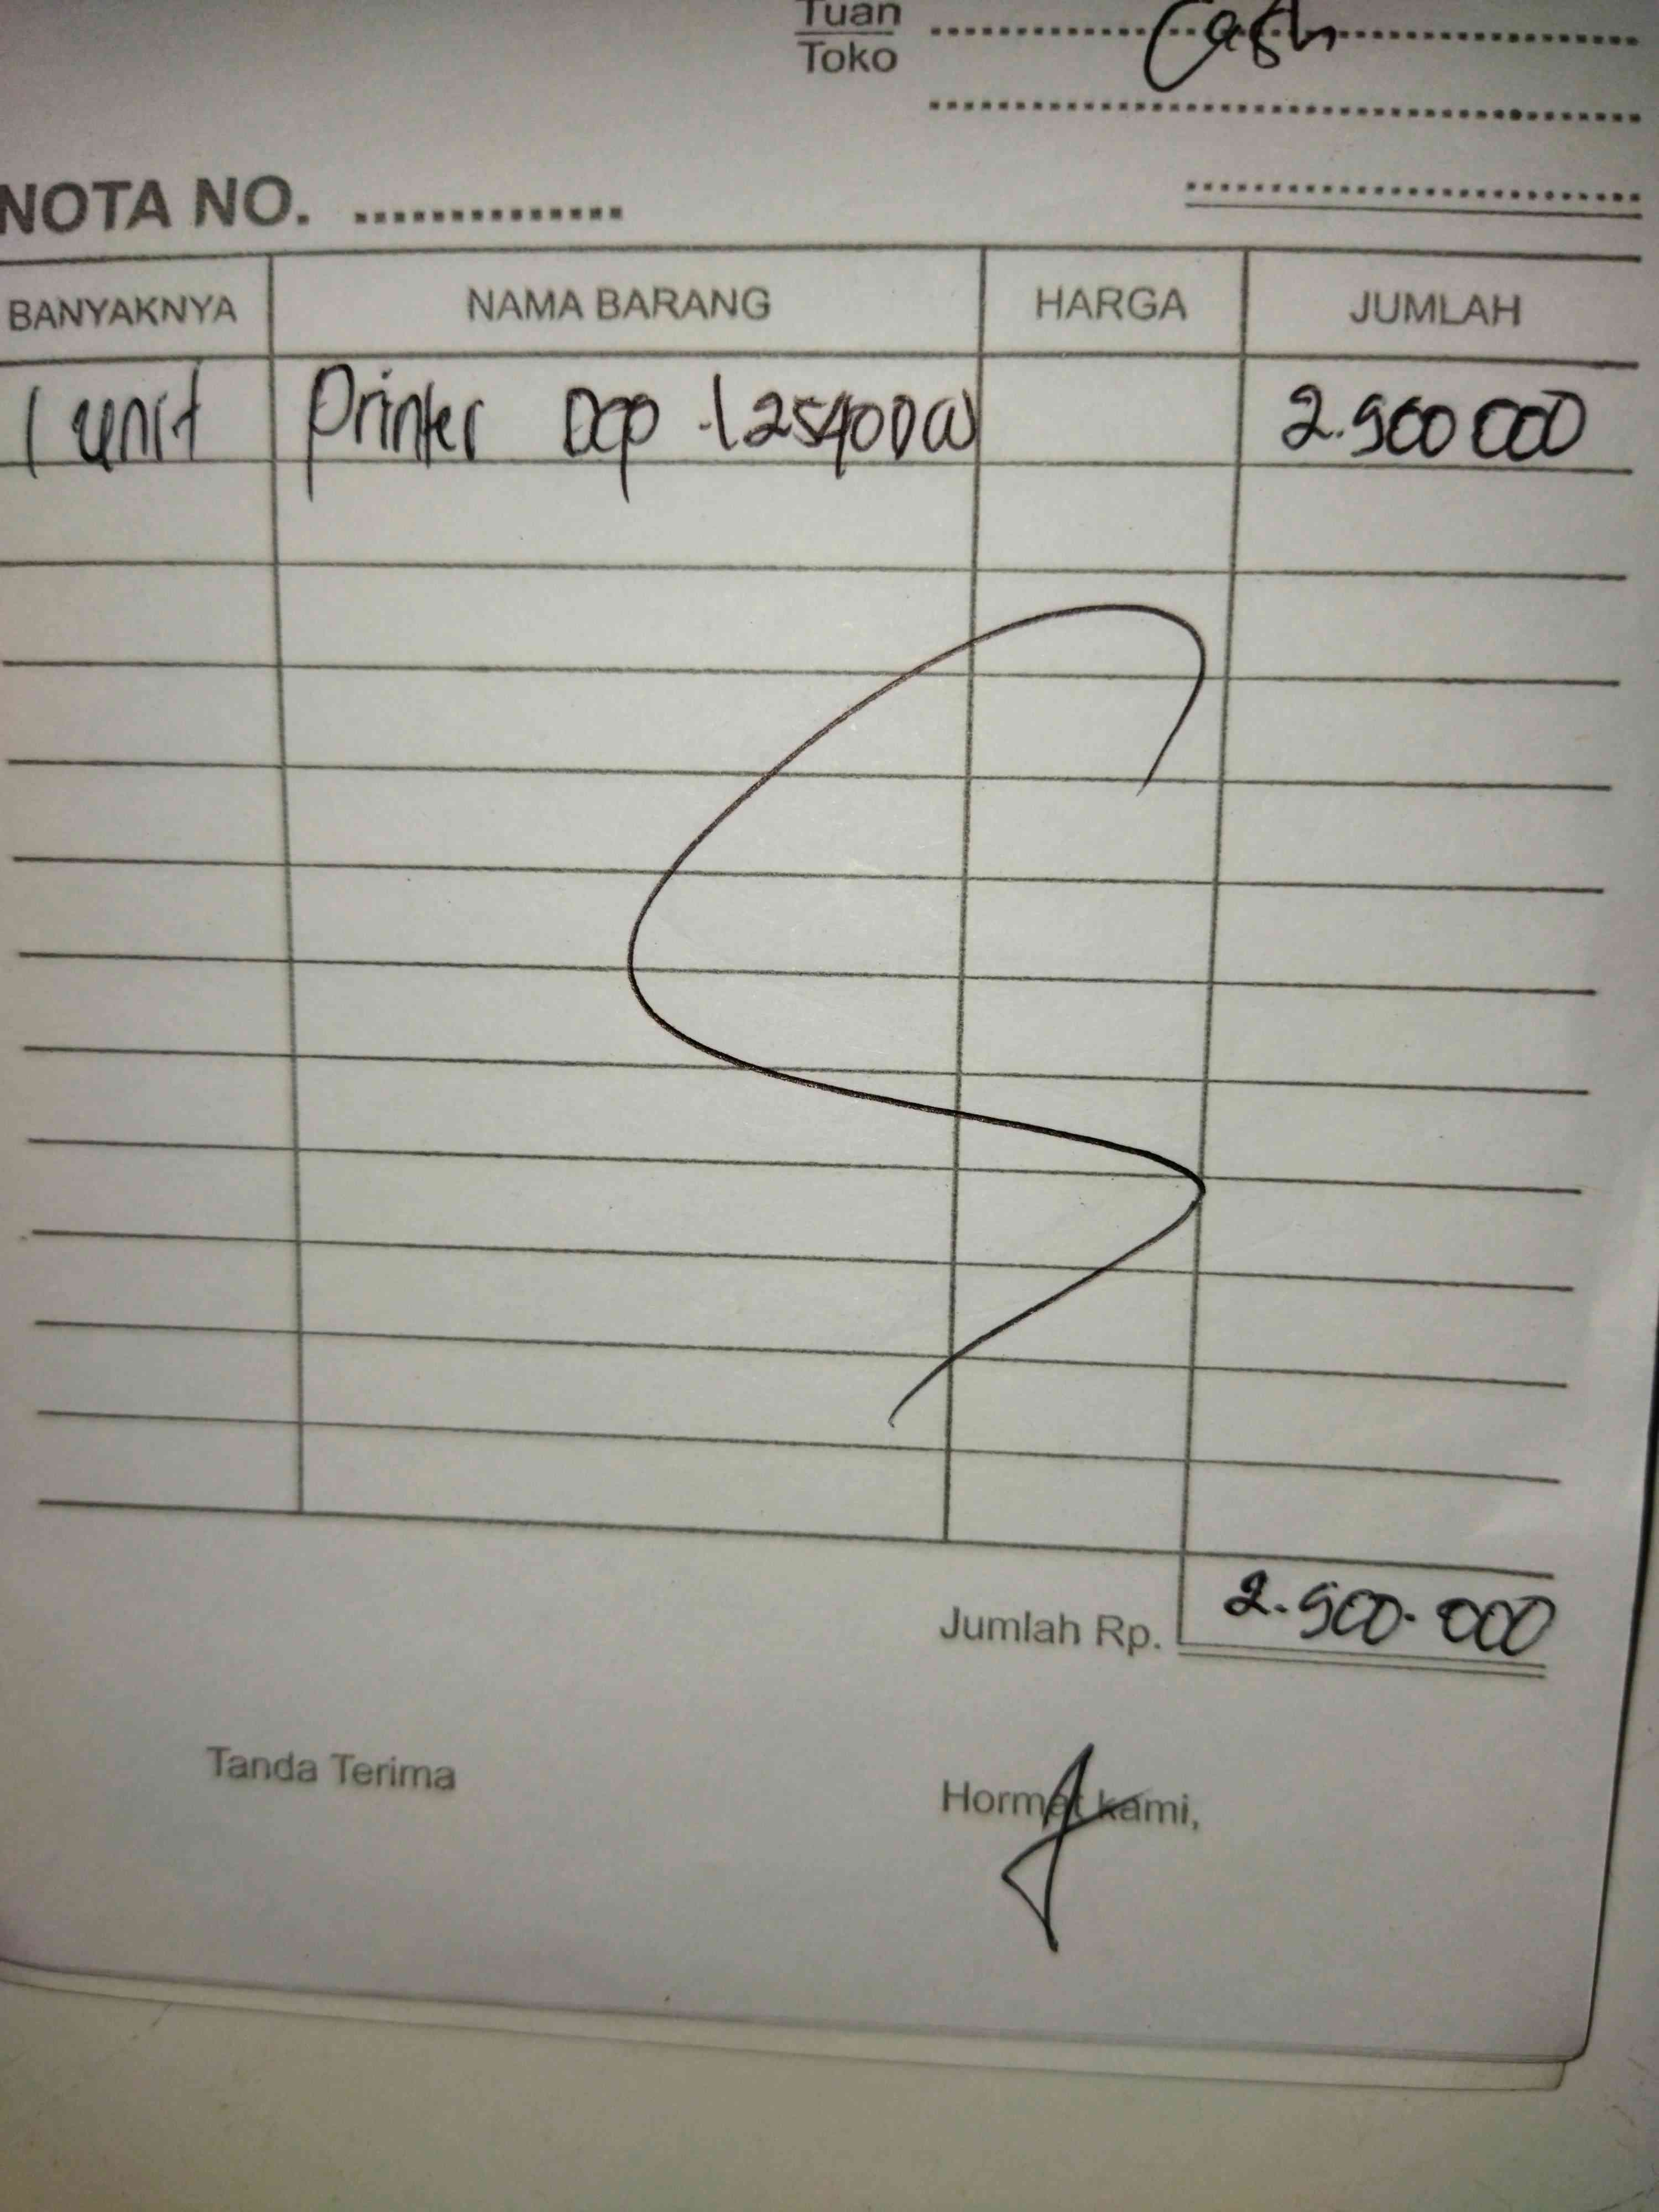 Tuan Cash
Toko
NOTA NO. ..............
BANYAKNYA NAMA BARANG HARGA JUMLAH
1 unit Printer DCP -L2540DW 2.500 000
Jumlah Rp. 2.500.000
Tanda Terima Hormat kami,